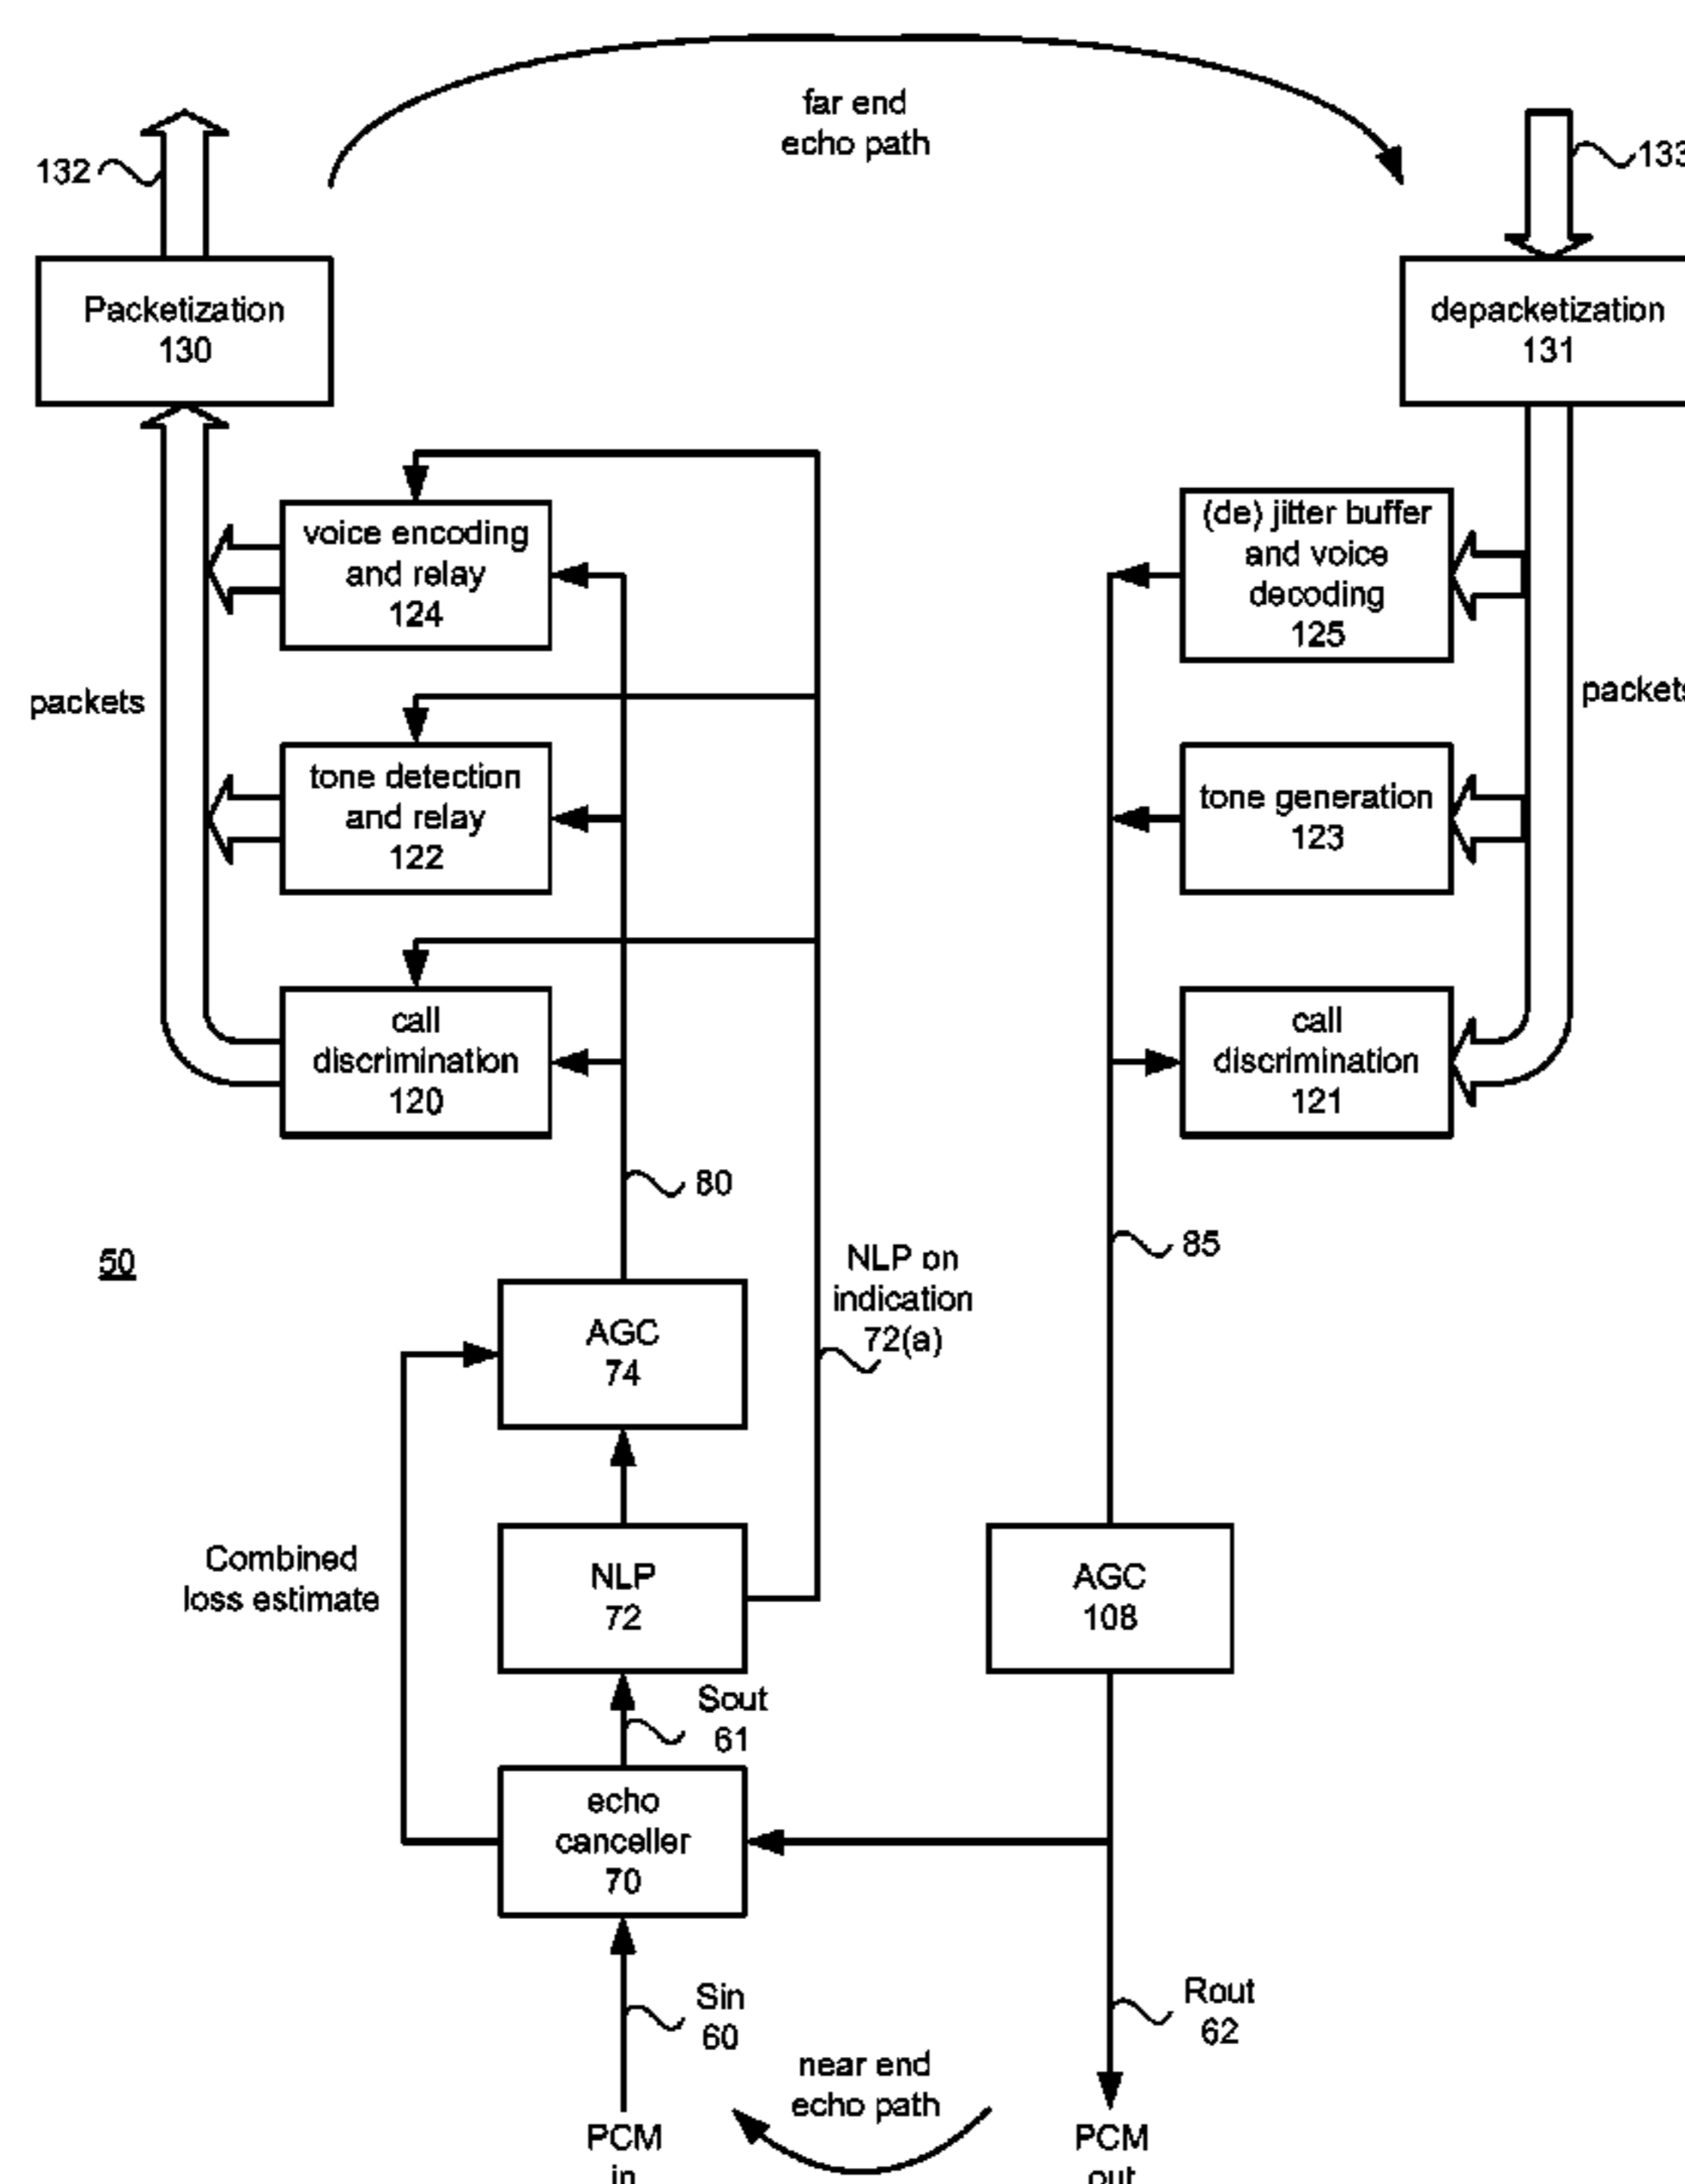 far end
echo path
132
133
Packetization
130
depacketization
131
voice encoding
and relay
124
(de) jitter buffer
and voice
decoding
125
packets
packets
tone detection
and relay
122
tone generation
123
call
discrimination
120
call
discrimination
121
80
85
50
NLP on
indication
72(a)
AGC
74
Combined
loss estimate
NLP
72
AGC
108
Sout
61
echo
canceller
70
Sin
60
Rout
62
near end
echo path
PCM
in
PCM
out